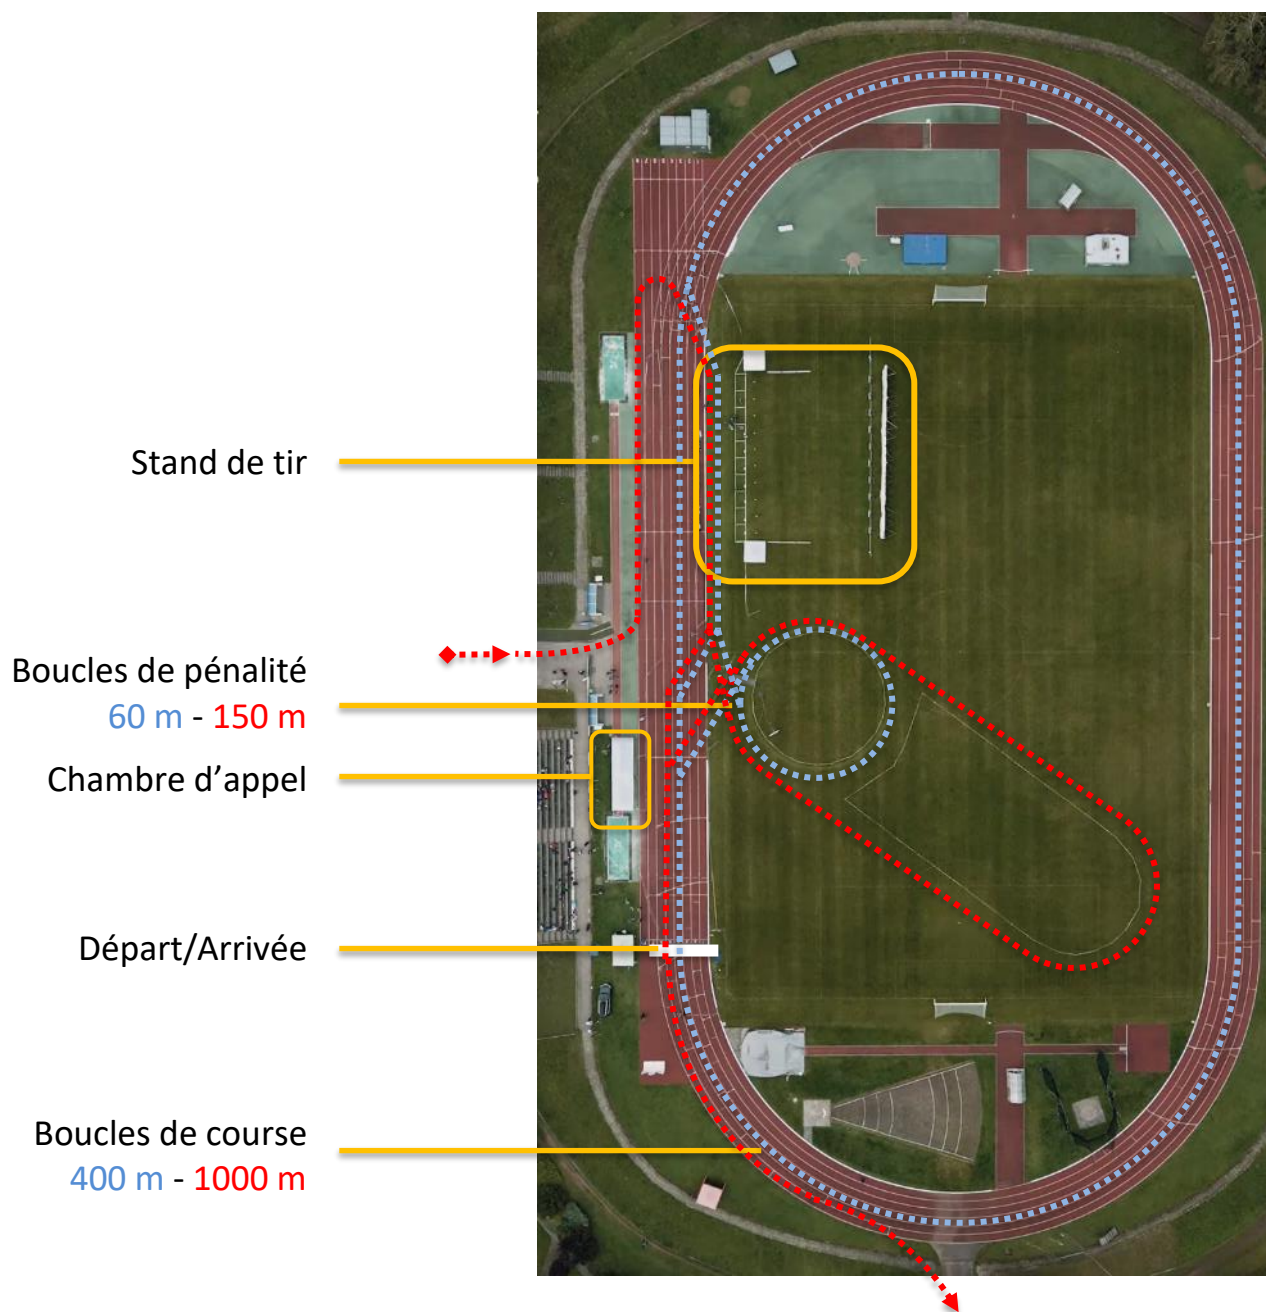 Stand de tir
Boucles de pénalité
60 m - 150 m
Chambre d'appel
Départ/Arrivée
Boucles de course
400 m - 1000 m